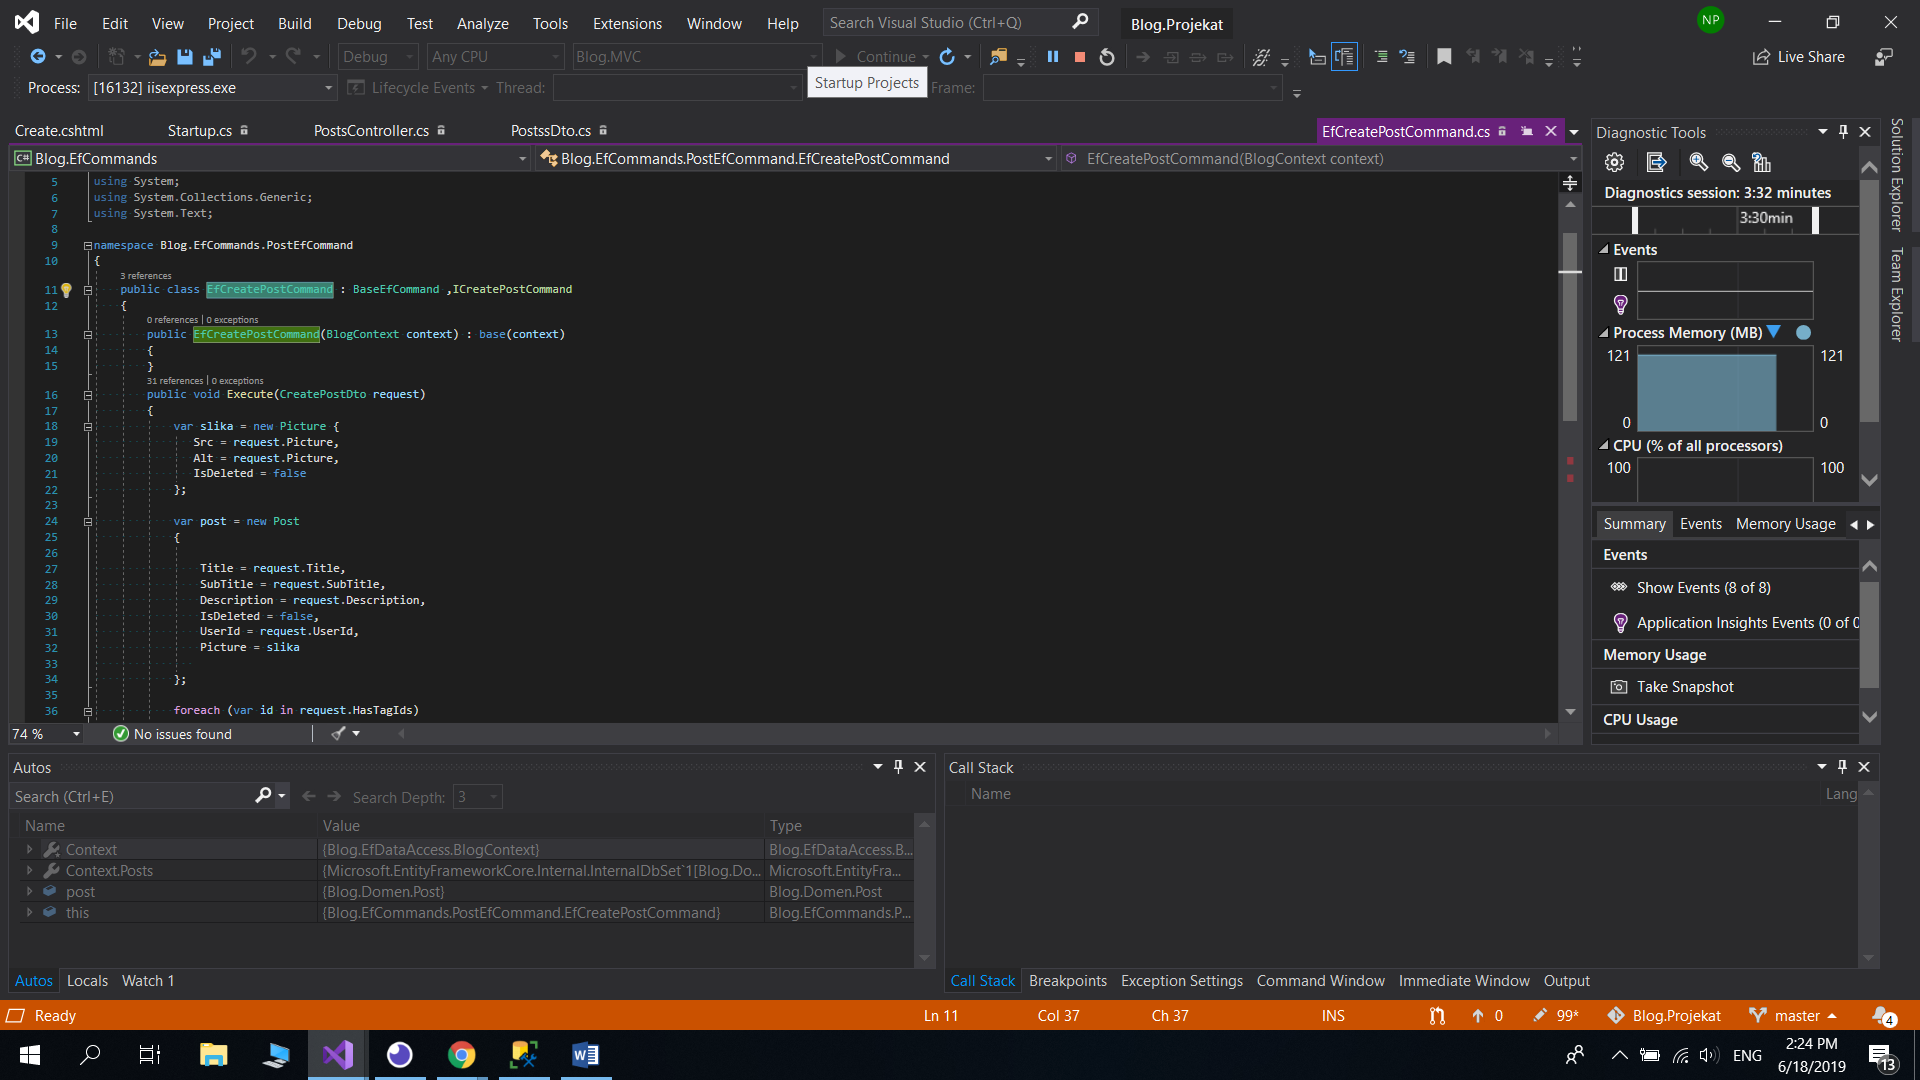 File Edit View Project Build Debug Test Analyze Tools Extensions Window Help Search Visual Studio (Ctrl+Q) Blog.Projekat NP
Debug Any CPU Blog.MVC Continue Live Share
Process: [16132] iisexpress.exe Lifecycle Events Thread: Startup Projects Frame:
Create.cshtml Startup.cs PostsController.cs PostssDto.cs EfCreatePostCommand.cs
C# Blog.EfCommands Blog.EfCommands.PostEfCommand.EfCreatePostCommand EfCreatePostCommand(BlogContext context)
5 using System;
6 using System.Collections.Generic;
7 using System.Text;
8
9 namespace Blog.EfCommands.PostEfCommand
10 {
3 references
11 public class EfCreatePostCommand : BaseEfCommand ,ICreatePostCommand
12 {
0 references | 0 exceptions
13 public EfCreatePostCommand(BlogContext context) : base(context)
14 {
15 }
31 references | 0 exceptions
16 public void Execute(CreatePostDto request)
17 {
18 var slika = new Picture {
19 Src = request.Picture,
20 Alt = request.Picture,
21 IsDeleted = false
22 };
23
24 var post = new Post
25 {
26
27 Title = request.Title,
28 SubTitle = request.SubTitle,
29 Description = request.Description,
30 IsDeleted = false,
31 UserId = request.UserId,
32 Picture = slika
33
34 };
35
36 foreach (var id in request.HasTagIds)
74 % No issues found
Diagnostic Tools
Diagnostics session: 3:32 minutes
3:30min
Events
Process Memory (MB)
121 121
0 0
CPU (% of all processors)
100 100
Summary Events Memory Usage
Events
Show Events (8 of 8)
Application Insights Events (0 of 0
Memory Usage
Take Snapshot
CPU Usage
Solution Explorer
Team Explorer
Autos
Search (Ctrl+E) Search Depth: 3
Name Value Type
Context {Blog.EfDataAccess.BlogContext} Blog.EfDataAccess.B...
Context.Posts {Microsoft.EntityFrameworkCore.Internal.InternalDbSet`1[Blog.Do... Microsoft.EntityFra...
post {Blog.Domen.Post} Blog.Domen.Post
this {Blog.EfCommands.PostEfCommand.EfCreatePostCommand} Blog.EfCommands.P...
Autos Locals Watch 1
Call Stack
Name Lang
Call Stack Breakpoints Exception Settings Command Window Immediate Window Output
Ready Ln 11 Col 37 Ch 37 INS 0 99* Blog.Projekat master 4
ENG 2:24 PM
6/18/2019 13